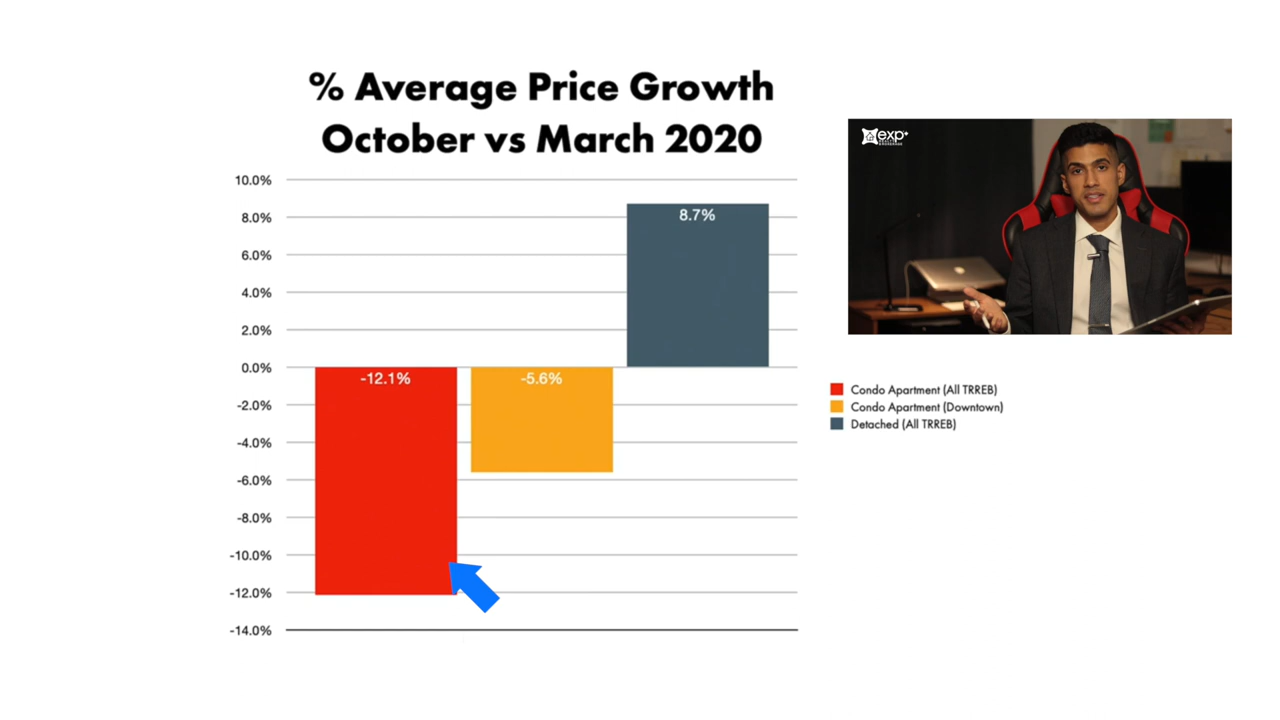 % Average Price Growth
October vs March 2020
10.0%
8.0%
6.0%
4.0%
2.0%
0.0%
-2.0%
-4.0%
-6.0%
-8.0%
-10.0%
-12.0%
-14.0%
-12.1%
-5.6%
8.7%
exp
Condo Apartment (All TRREB)
Condo Apartment (Downtown)
Detached (All TRREB)